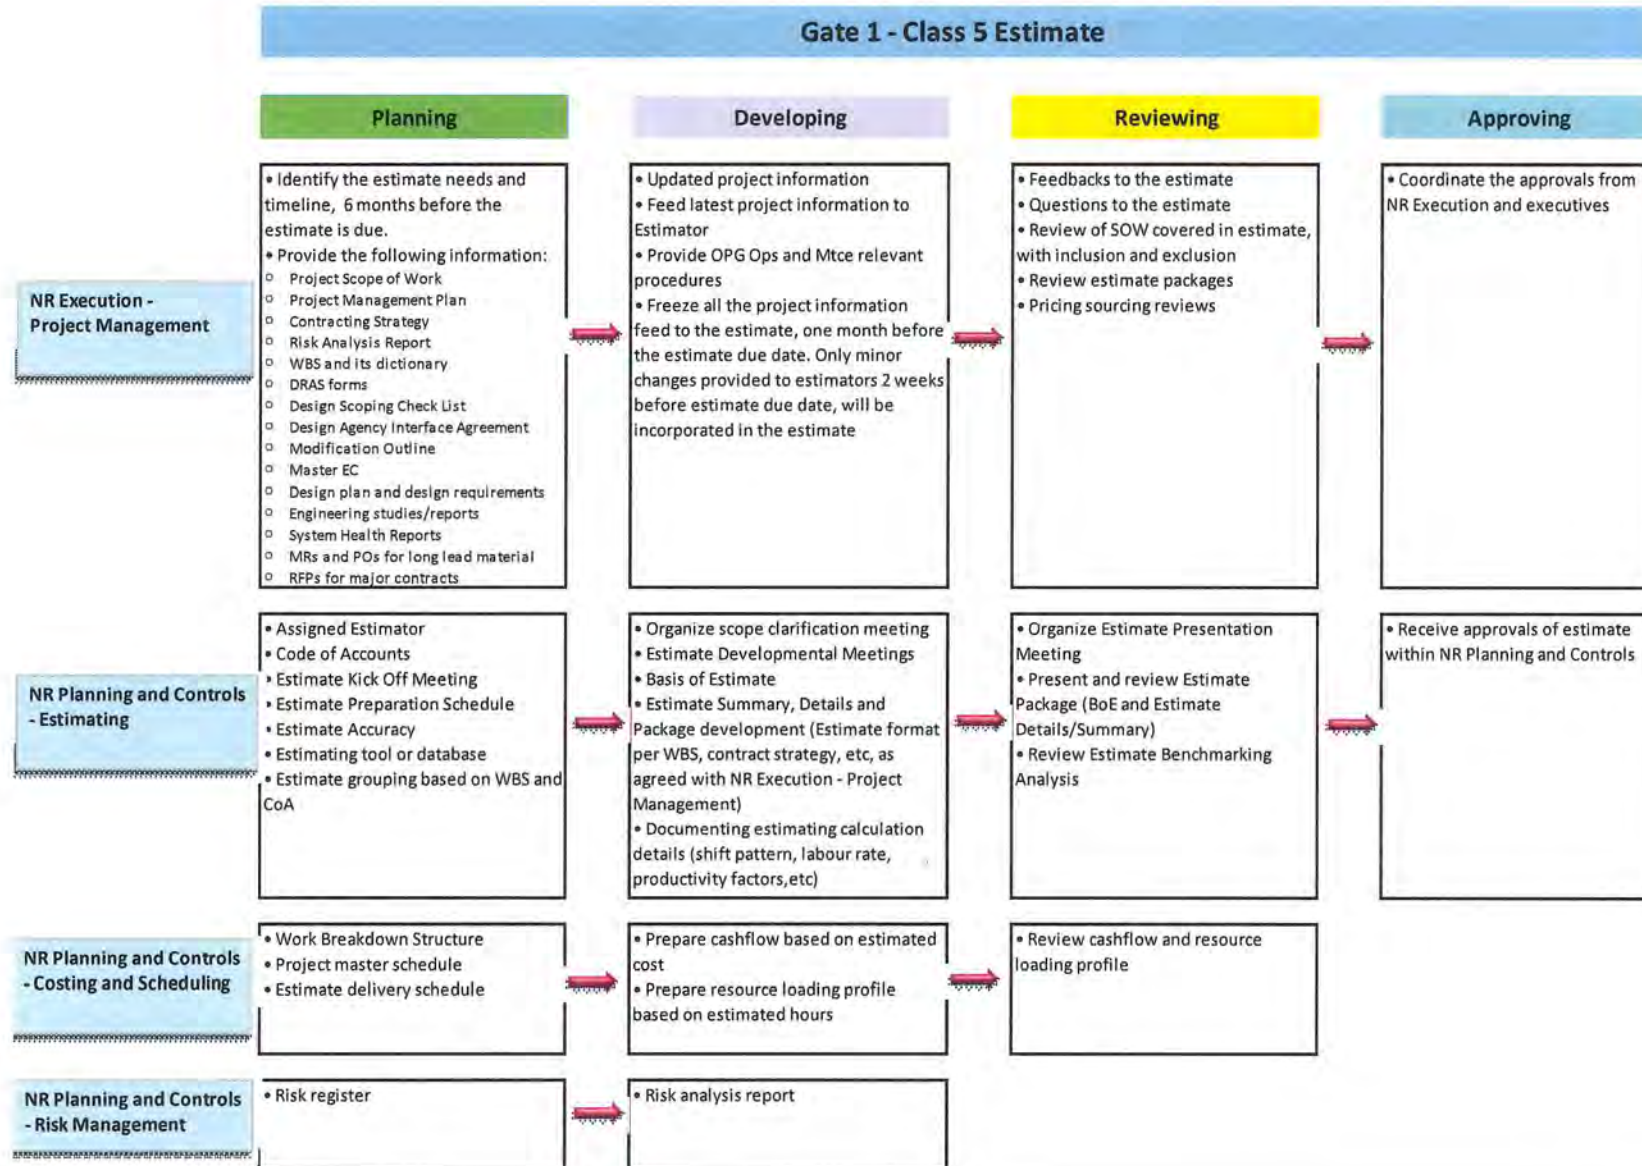 Gate 1 - Class 5 Estimate
Planning
Developing
Reviewing
Approving
NR Execution -
Project Management
• Identify the estimate needs and
timeline, 6 months before the
estimate is due.
• Provide the following information:
o Project Scope of Work
o Project Management Plan
o Contracting Strategy
o Risk Analysis Report
o WBS and its dictionary
o DRAS forms
o Design Scoping Check List
o Design Agency Interface Agreement
o Modification Outline
o Master EC
o Design plan and design requirements
o Engineering studies/reports
o System Health Reports
o MRs and POs for long lead material
o RFPs for major contracts
• Updated project information
• Feed latest project information to
Estimator
• Provide OPG Ops and Mtce relevant
procedures
• Freeze all the project information
feed to the estimate, one month before
the estimate due date. Only minor
changes provided to estimators 2 weeks
before estimate due date, will be
incorporated in the estimate
• Feedbacks to the estimate
• Questions to the estimate
• Review of SOW covered in estimate,
with inclusion and exclusion
• Review estimate packages
• Pricing sourcing reviews
• Coordinate the approvals from
NR Execution and executives
NR Planning and Controls
- Estimating
• Assigned Estimator
• Code of Accounts
• Estimate Kick Off Meeting
• Estimate Preparation Schedule
• Estimate Accuracy
• Estimating tool or database
• Estimate grouping based on WBS and
CoA
• Organize scope clarification meeting
• Estimate Developmental Meetings
• Basis of Estimate
• Estimate Summary, Details and
Package development (Estimate format
per WBS, contract strategy, etc, as
agreed with NR Execution - Project
Management)
• Documenting estimating calculation
details (shift pattern, labour rate,
productivity factors,etc)
• Organize Estimate Presentation
Meeting
• Present and review Estimate
Package (BoE and Estimate
Details/Summary)
• Review Estimate Benchmarking
Analysis
• Receive approvals of estimate
within NR Planning and Controls
NR Planning and Controls
- Costing and Scheduling
• Work Breakdown Structure
• Project master schedule
• Estimate delivery schedule
• Prepare cashflow based on estimated
cost
• Prepare resource loading profile
based on estimated hours
• Review cashflow and resource
loading profile
NR Planning and Controls
- Risk Management
• Risk register
• Risk analysis report